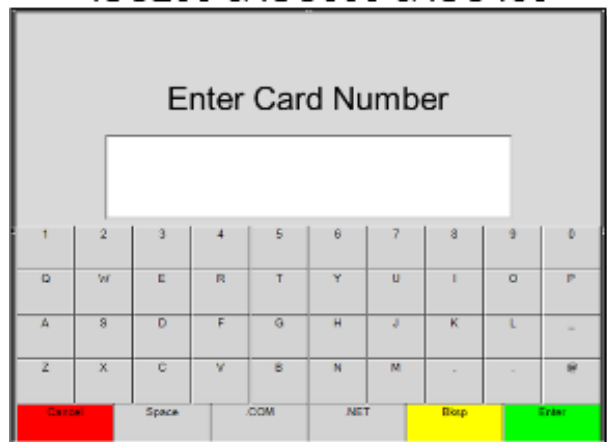 Enter Card Number
1 2 3 4 5 6 7 8 9 0
Q W E R T Y U I O P
A S D F G H J K L _
Z X C V B N M . @
Cancel Space .COM .NET Bksp Enter